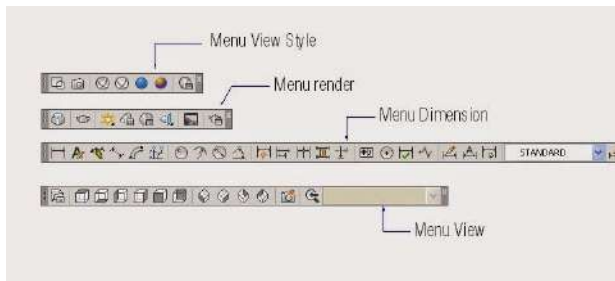 Menu View Style
Menu render
Menu Dimension
STANDARD
Menu View